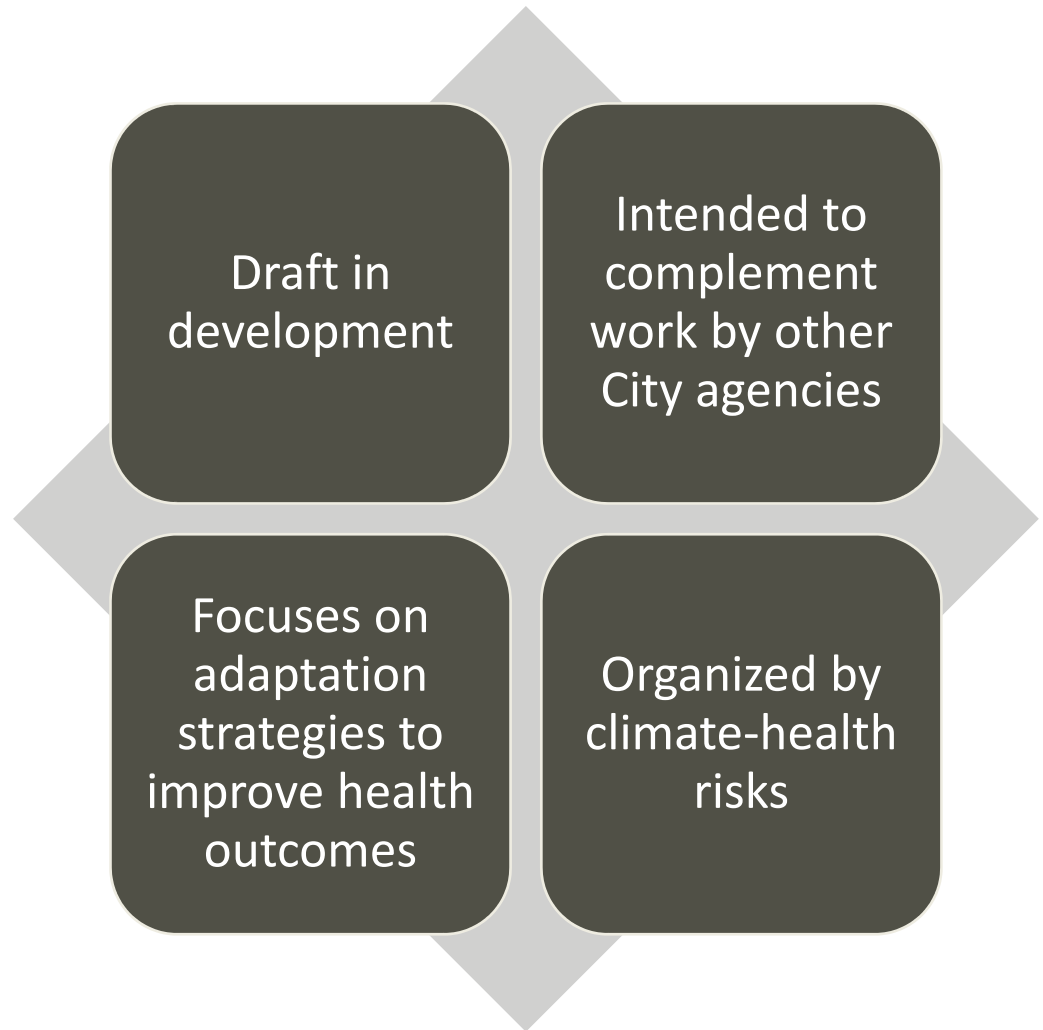 Draft in
development
Intended to
complement
work by other
City agencies
Focuses on
adaptation
strategies to
improve health
outcomes
Organized by
climate-health
risks